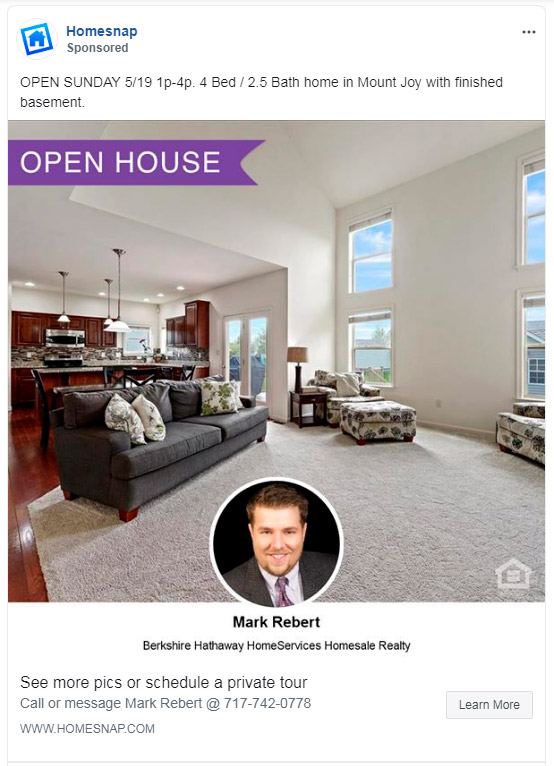 Homesnap
Sponsored
OPEN SUNDAY 5/19 1p-4p. 4 Bed / 2.5 Bath home in Mount Joy with finished
basement.
OPEN HOUSE
Mark Rebert
Berkshire Hathaway HomeServices Homesale Realty
See more pics or schedule a private tour
Call or message Mark Rebert @ 717-742-0778
Learn More
WWW.HOMESNAP.COM